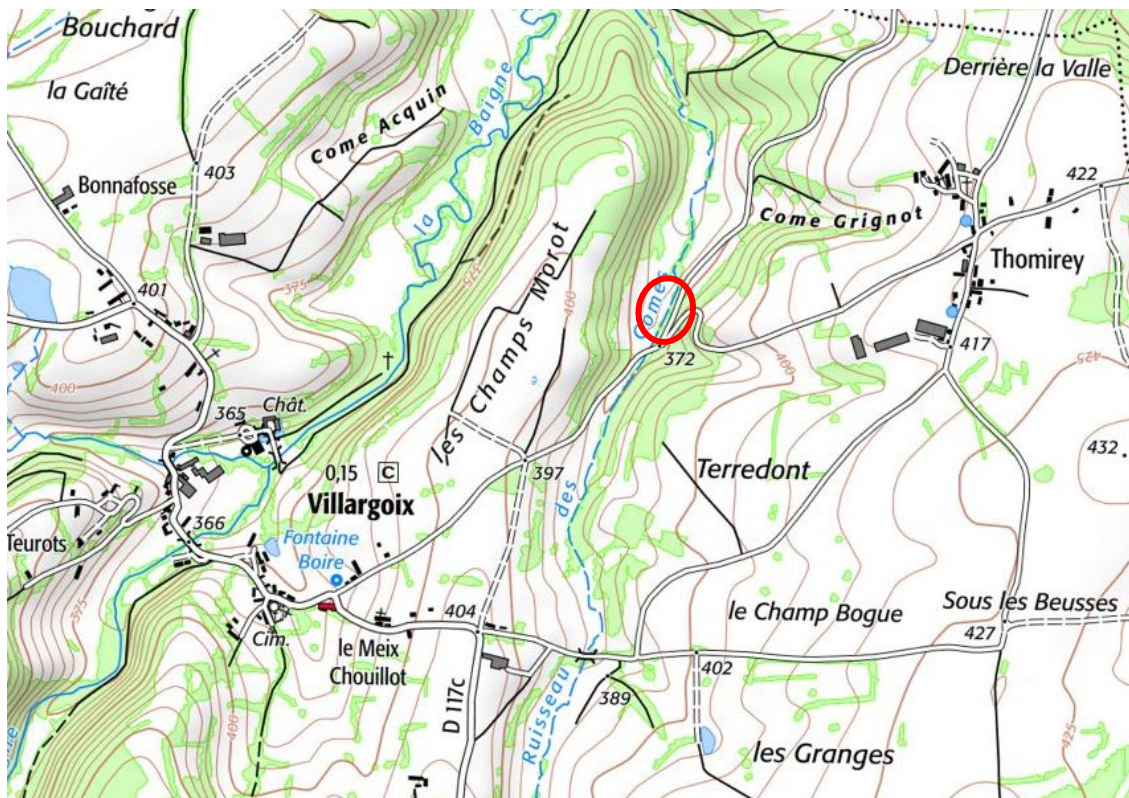 Bouchard
la Gaîté
Derrière la Valle
la Baigne
Come Acquin
403
Bonnafosse
422
Come Grignot
Thomirey
375
375
401
les Champs Morot
400
Ruisseau des Comes
372
417
425
400
400
365
Chât.
432
0,15 C
397
Terredont
Villargoix
366
Teurots
Fontaine
Boire
375
404
le Champ Bogue
Sous les Beusses
427
Cim.
le Meix
Chouillot
402
389
D 117c
400
les Granges
425